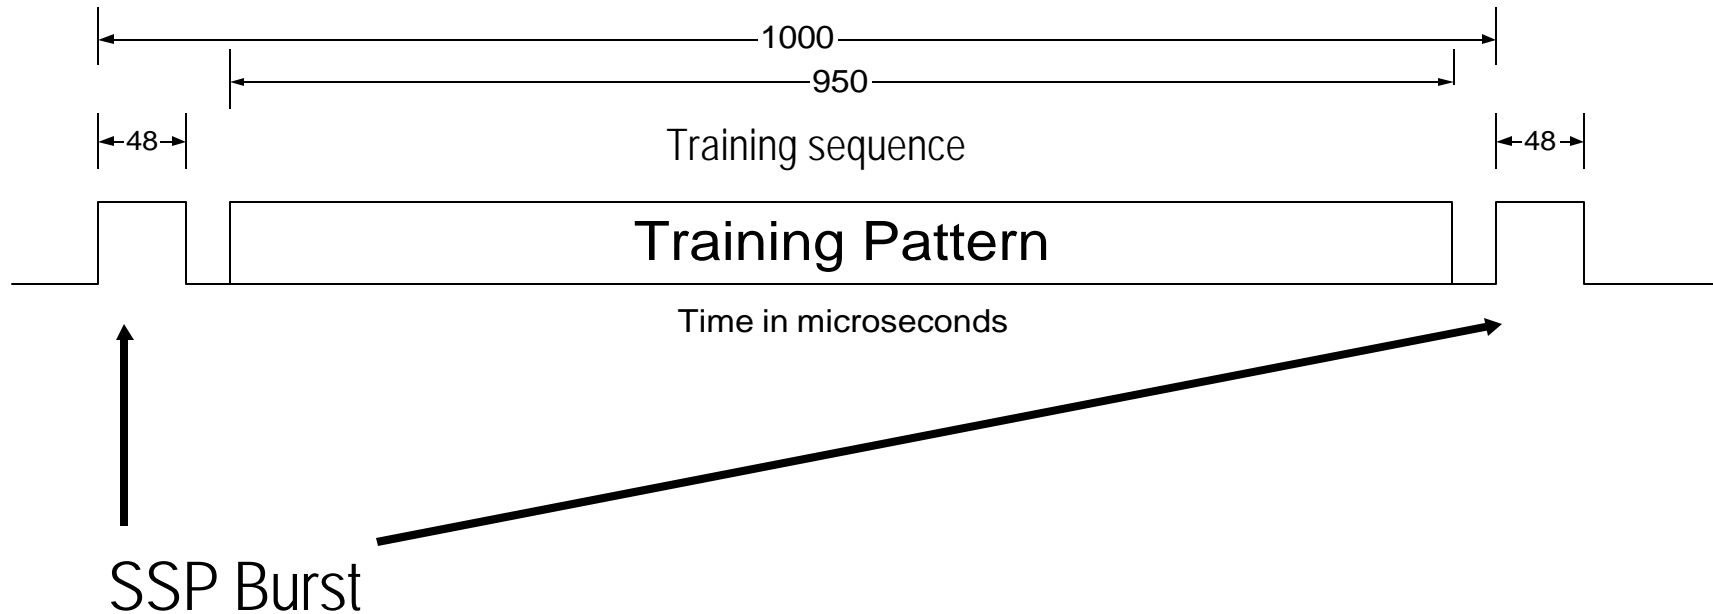 1000
950
48
Training sequence
48
Training Pattern
Time in microseconds
SSP Burst